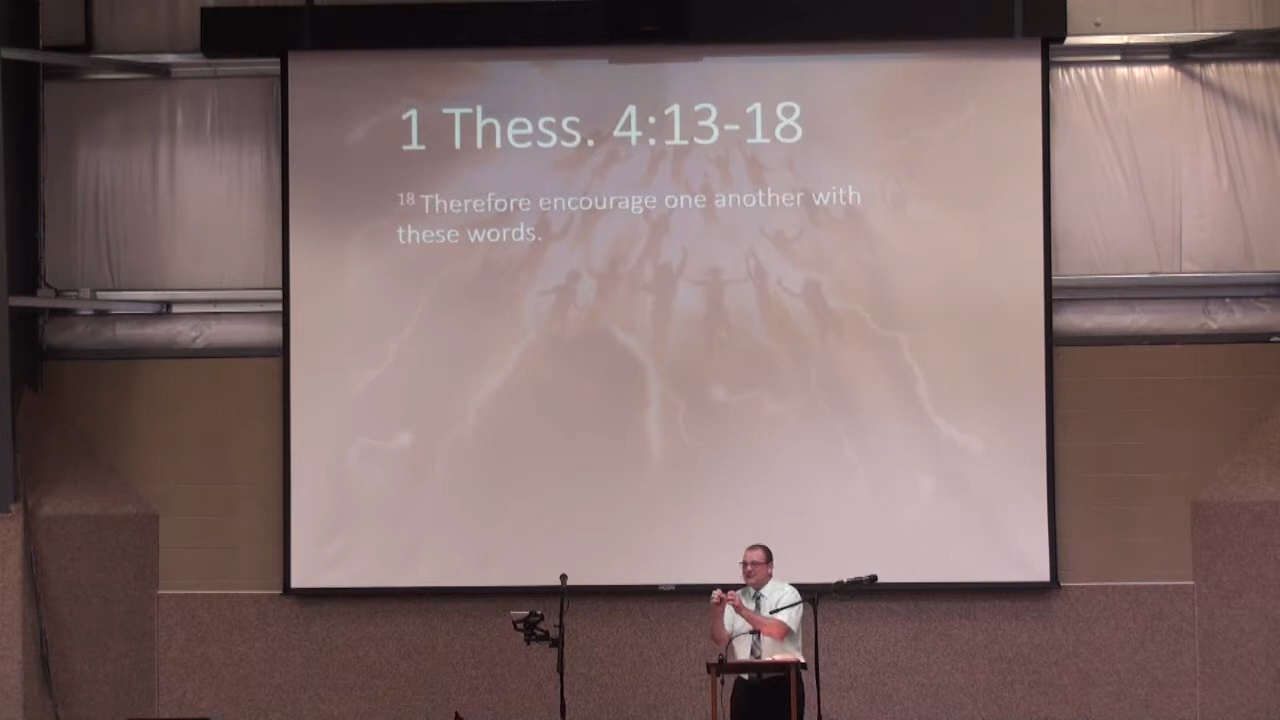 1 Thess. 4:13-18
18 Therefore encourage one another with
these words.